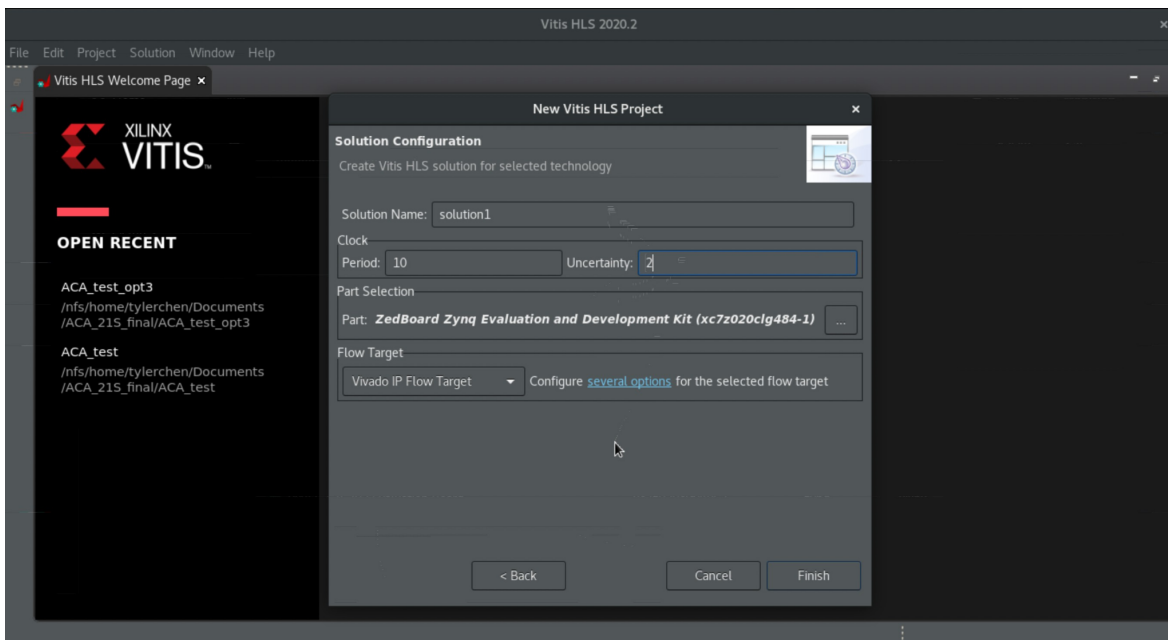 Vitis HLS 2020.2
File Edit Project Solution Window Help
Vitis HLS Welcome Page
XILINX
VITIS
OPEN RECENT
ACA_test_opt3
/nfs/home/tylerchen/Documents
/ACA_21S_final/ACA_test_opt3
ACA_test
/nfs/home/tylerchen/Documents
/ACA_21S_final/ACA_test
New Vitis HLS Project
Solution Configuration
Create Vitis HLS solution for selected technology
Solution Name: solution1
Clock
Period: 10 Uncertainty: 2
Part Selection
Part: ZedBoard Zynq Evaluation and Development Kit (xc7z020clg484-1) ...
Flow Target
Vivado IP Flow Target Configure several options for the selected flow target
< Back Cancel Finish